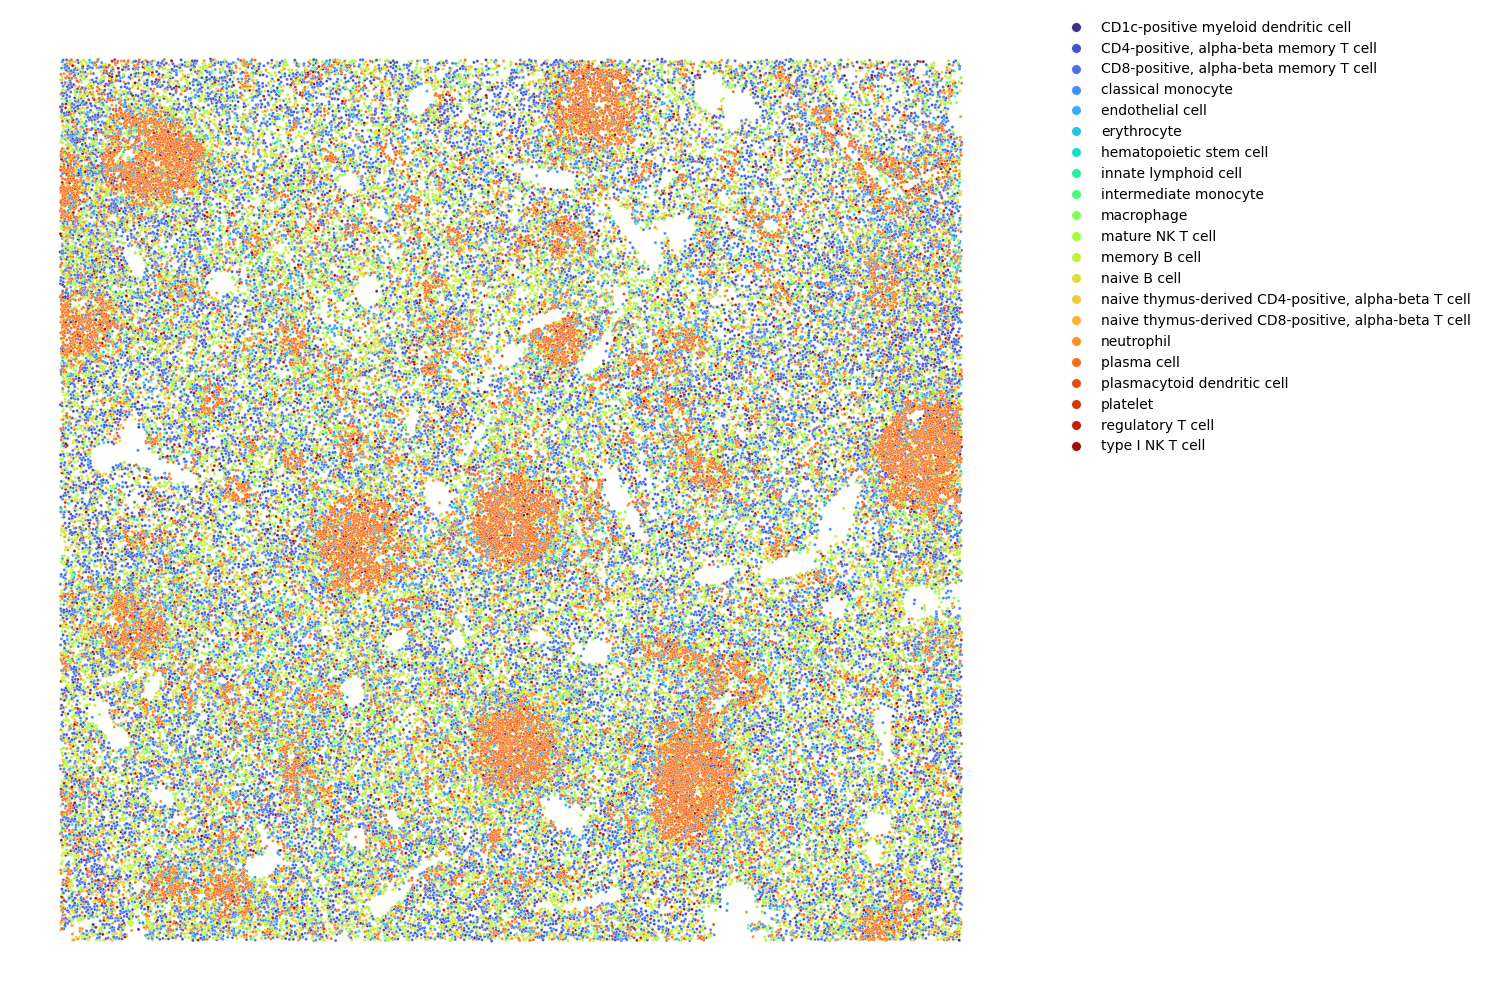 CD1c-positive myeloid dendritic cell
CD4-positive, alpha-beta memory T cell
CD8-positive, alpha-beta memory T cell
classical monocyte
endothelial cell
erythrocyte
hematopoietic stem cell
innate lymphoid cell
intermediate monocyte
macrophage
mature NK T cell
memory B cell
naive B cell
naive thymus-derived CD4-positive, alpha-beta T cell
naive thymus-derived CD8-positive, alpha-beta T cell
neutrophil
plasma cell
plasmacytoid dendritic cell
platelet
regulatory T cell
type I NK T cell